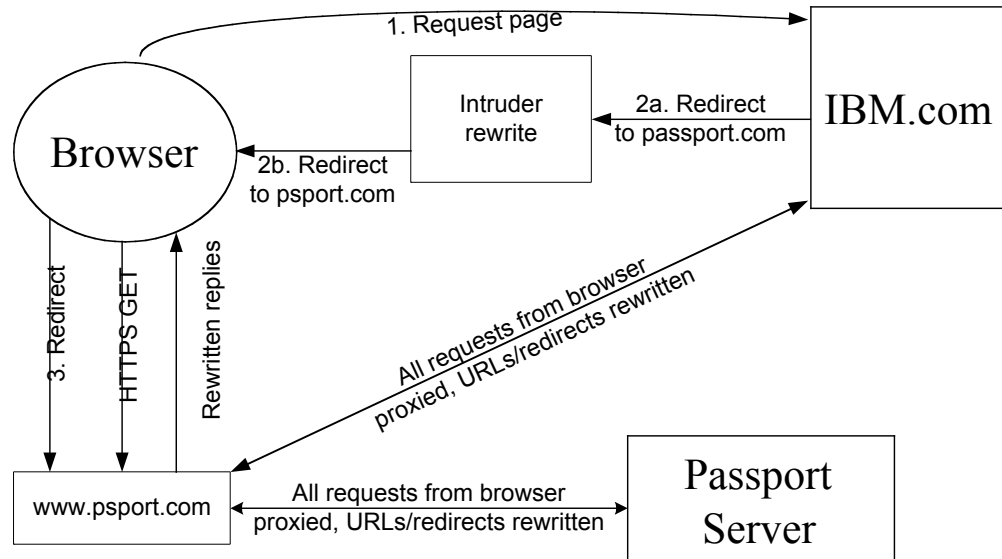 1. Request page
IBM.com
Intruder
rewrite
2a. Redirect
to passport.com
Browser
2b. Redirect
to psport.com
3. Redirect
HTTPS GET
Rewritten replies
All requests from browser
proxied, URLs/redirects rewritten
www.psport.com
All requests from browser
proxied, URLs/redirects rewritten
Passport
Server